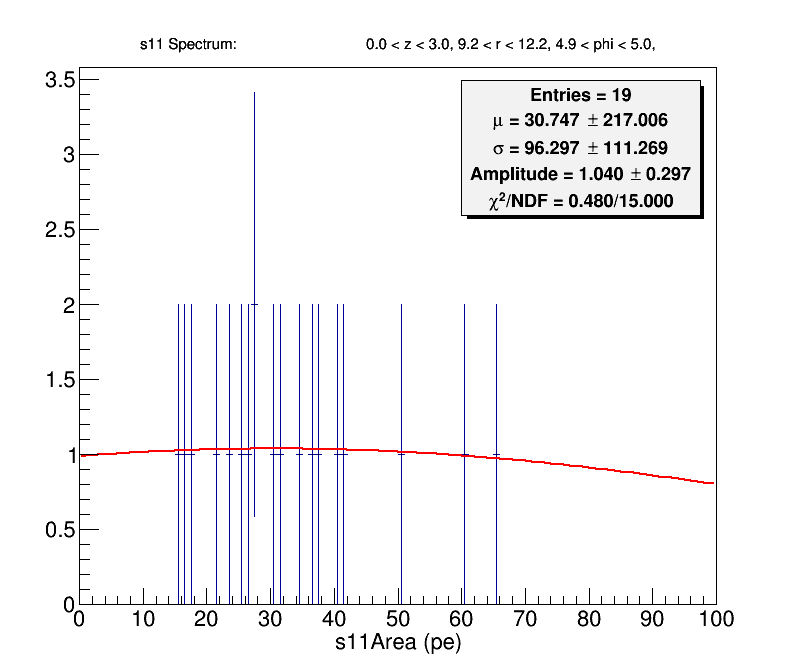 s11 Spectrum: 0.0 < z < 3.0, 9.2 < r < 12.2, 4.9 < phi < 5.0,
Entries = 19
μ = 30.747 ± 217.006
σ = 96.297 ± 111.269
Amplitude = 1.040 ± 0.297
χ²/NDF = 0.480/15.000
3.5
3
2.5
2
1.5
1
0.5
0
0 10 20 30 40 50 60 70 80 90 100
s11Area (pe)